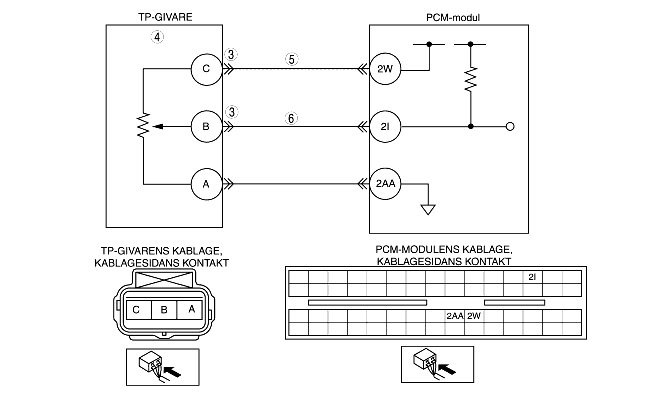 TP-GIVARE
PCM-modul
4
3
5
C
2W
3
6
B
2I
A
2AA
TP-GIVARENS KABLAGE,
KABLAGESIDANS KONTAKT
PCM-MODULENS KABLAGE,
KABLAGESIDANS KONTAKT
2I
C B A
2AA 2W